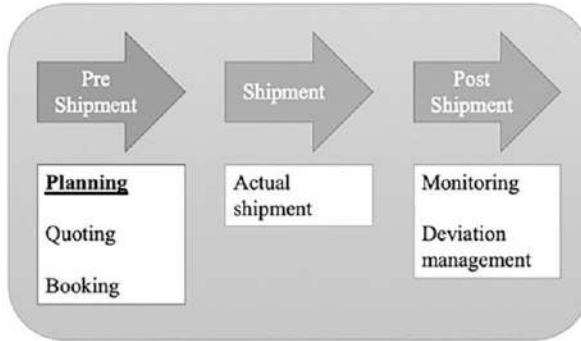 Pre
Shipment
Shipment
Post
Shipment
Planning
Quoting
Booking
Actual
shipment
Monitoring
Deviation
management